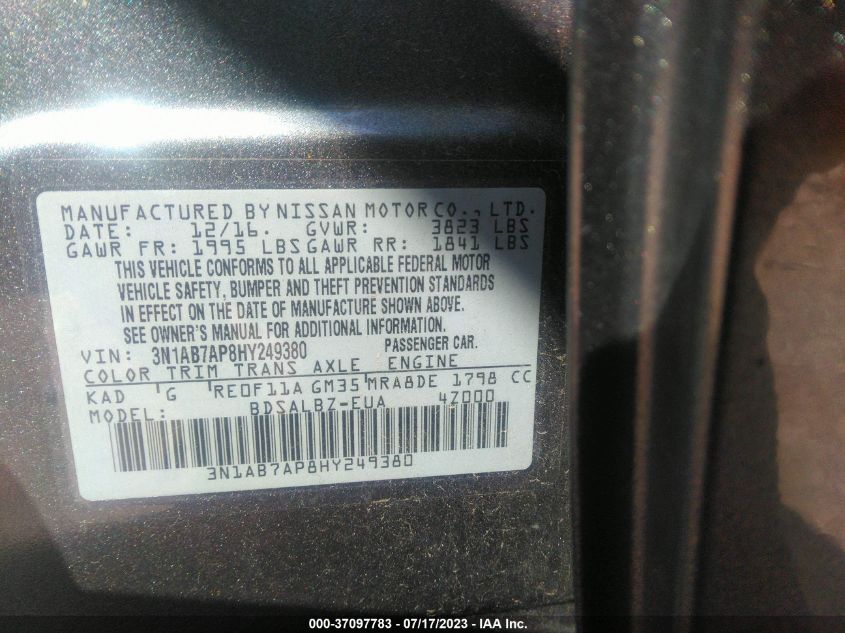 MANUFACTURED BY NISSAN MOTOR CO., LTD.
DATE: 12/16. GVWR: 3823 LBS
GAWR FR: 1995 LBS GAWR RR: 1841 LBS
THIS VEHICLE CONFORMS TO ALL APPLICABLE FEDERAL MOTOR
VEHICLE SAFETY, BUMPER AND THEFT PREVENTION STANDARDS
IN EFFECT ON THE DATE OF MANUFACTURE SHOWN ABOVE.
SEE OWNER'S MANUAL FOR ADDITIONAL INFORMATION.
VIN: 3N1AB7AP8HY249380 PASSENGER CAR.
COLOR TRIM TRANS AXLE ENGINE
KAD G RE0F11A GM35 MRA8DE 1798 CC
MODEL: BDSALBZ-EUA 4Z000
3N1AB7AP8HY249380
000-37097783 - 07/17/2023 - IAA Inc.